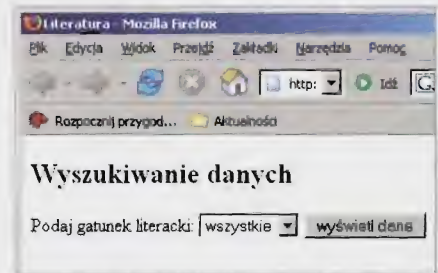 Literatura - Mozilla Firefox
Plik Edycja Widok Przejdź Zakładki Narzędzia Pomoc
http: Idź G
Rozpocznij przygod... Aktualności
Wyszukiwanie danych
Podaj gatunek literacki: wszystkie wyświetl dane